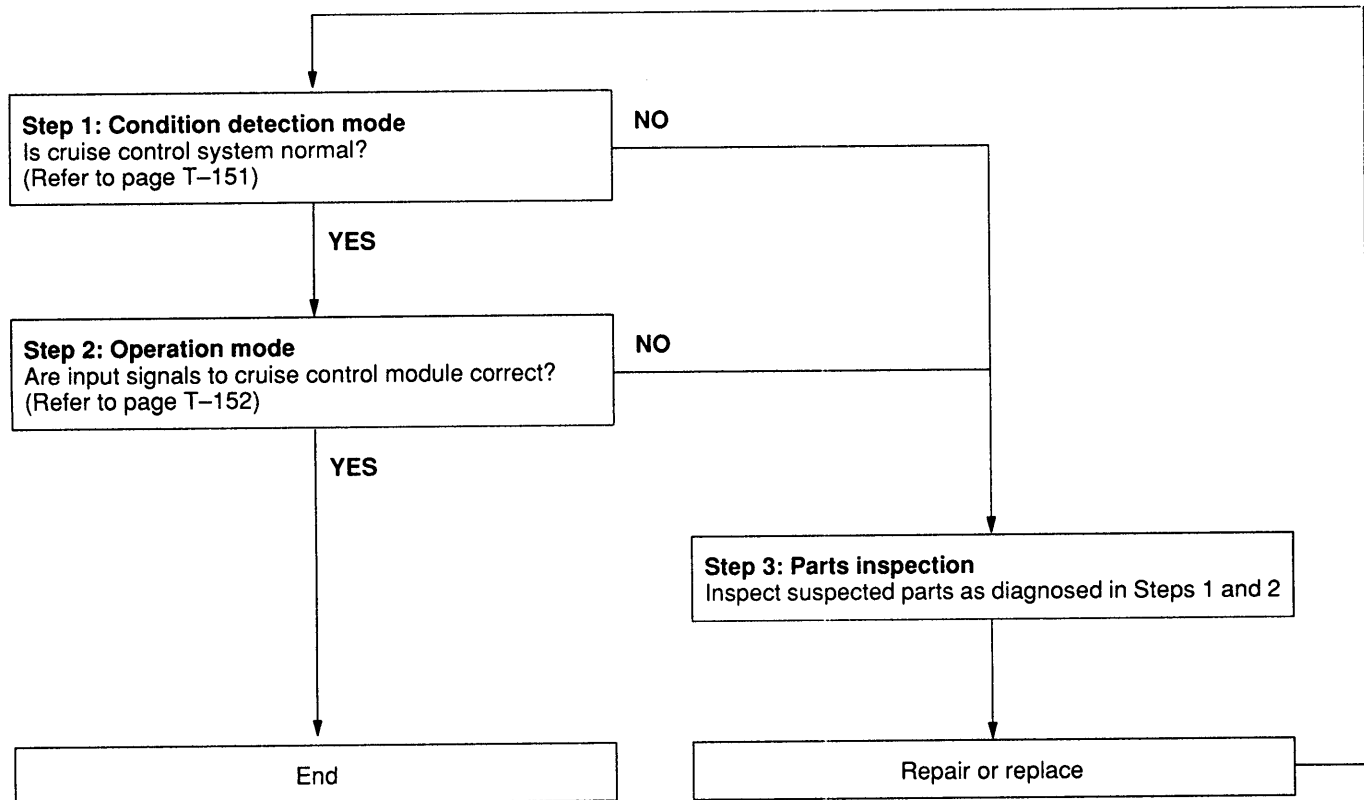 Step 1: Condition detection mode
Is cruise control system normal?
(Refer to page T–151)
NO
YES
Step 2: Operation mode
Are input signals to cruise control module correct?
(Refer to page T–152)
NO
YES
Step 3: Parts inspection
Inspect suspected parts as diagnosed in Steps 1 and 2
End
Repair or replace